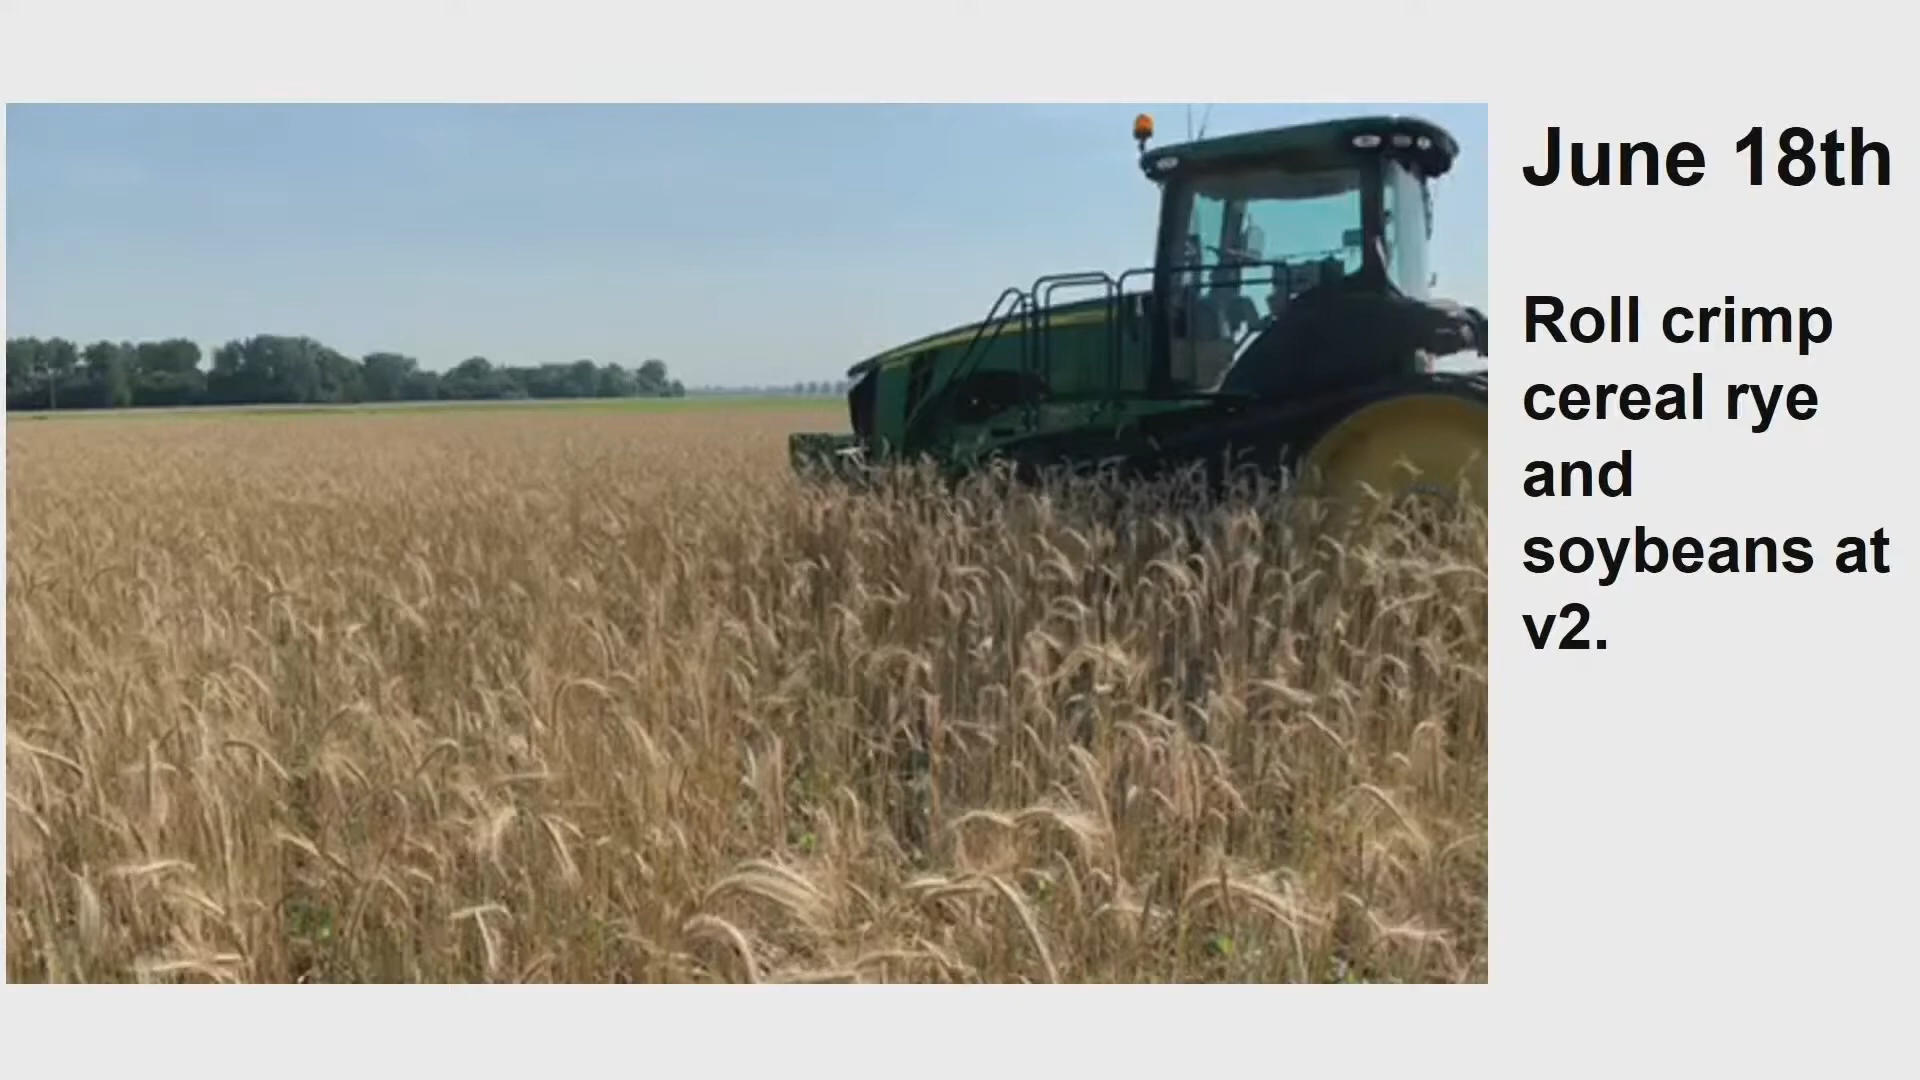 June 18th
Roll crimp
cereal rye
and
soybeans at
v2.